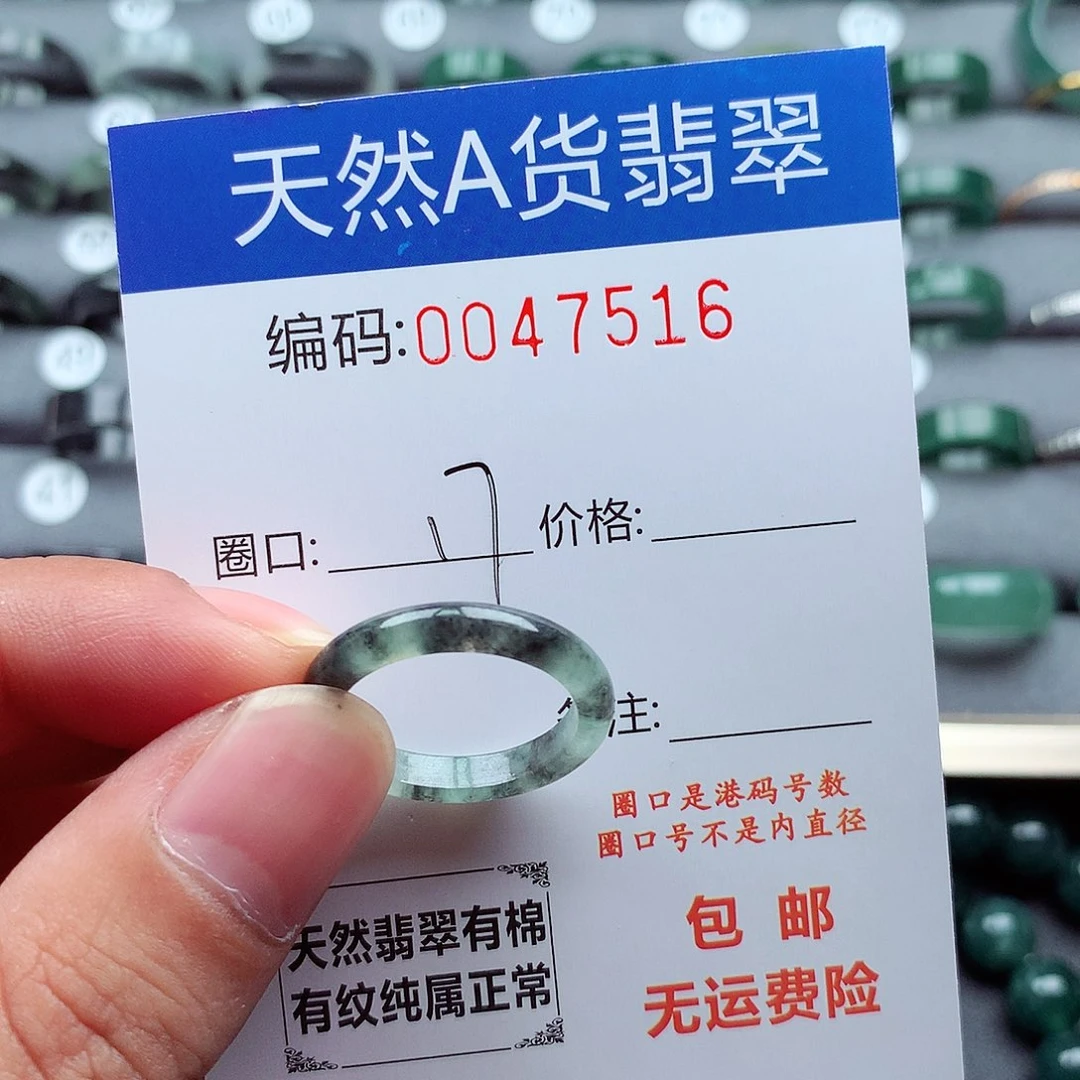 天然A货翡翠
编码:0047516
圈口: 价格:
注:
圈口是港码号数
圈口号不是内直径
天然翡翠有棉
有纹纯属正常
包 邮
无运费险
41